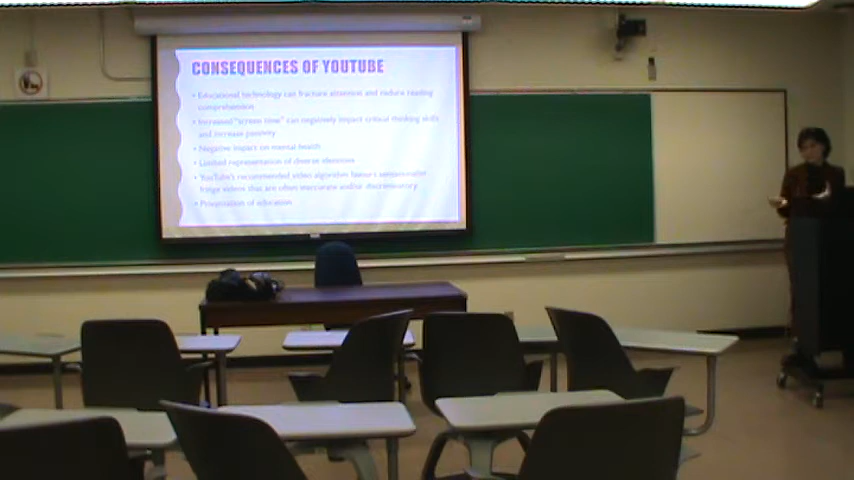 CONSEQUENCES OF YOUTUBE
• Educational technology can fracture attention and reduce reading
comprehension
• Increased "screen time" can negatively impact critical thinking skills
and increase passivity
• Negative impact on mental health
• Limited representation of diverse identities
• YouTube's recommended video algorithm favours sensationalist
fringe videos that are often inaccurate and/or discriminatory
• Privatization of education